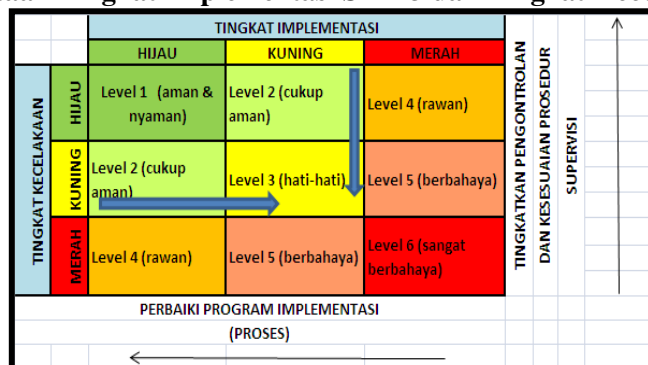 TINGKAT IMPLEMENTASI
HIJAU KUNING MERAH
TINGKAT KECELAKAAN
HIJAU
Level 1 (aman &
nyaman)
Level 2 (cukup
aman)
Level 4 (rawan)
KUNING
Level 2 (cukup
aman)
Level 3 (hati-hati)
Level 5 (berbahaya)
MERAH
Level 4 (rawan)
Level 5 (berbahaya)
Level 6 (sangat
berbahaya)
TINGKATKAN PENGONTROLAN
DAN KESESUAIAN PROSEDUR
SUPERVISI
PERBAIKI PROGRAM IMPLEMENTASI
(PROSES)